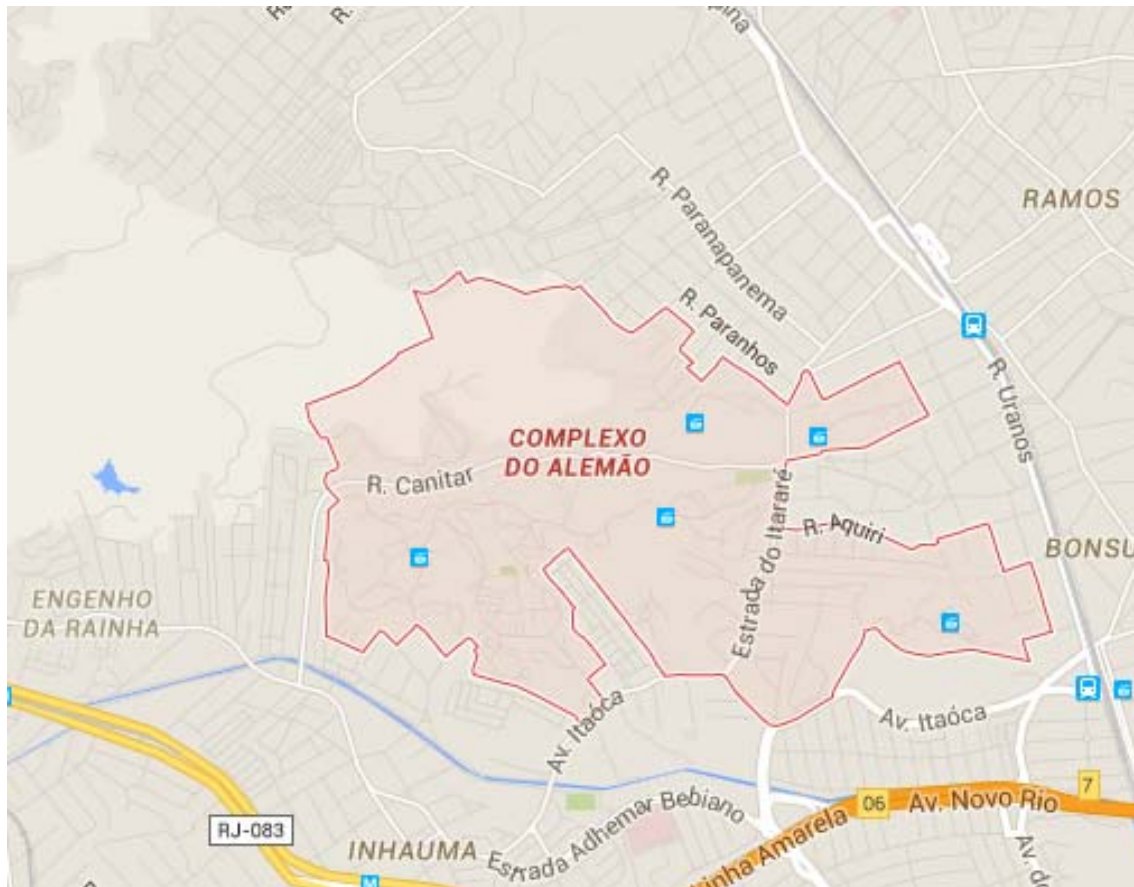 R. Paranapanema
RAMOS
R. Paranhos
R. Uranos
COMPLEXO
DO ALEMÃO
R. Canitar
Estrada do Itararé
R. Aquiri
BONSU
ENGENHO
DA RAINHA
Av. Itaóca
Av. Itaóca
7
06
Av. Novo Rio
RJ-083
Estrada Adhemar Bebiano
INHAUMA
inha Amarela
Av. d
M